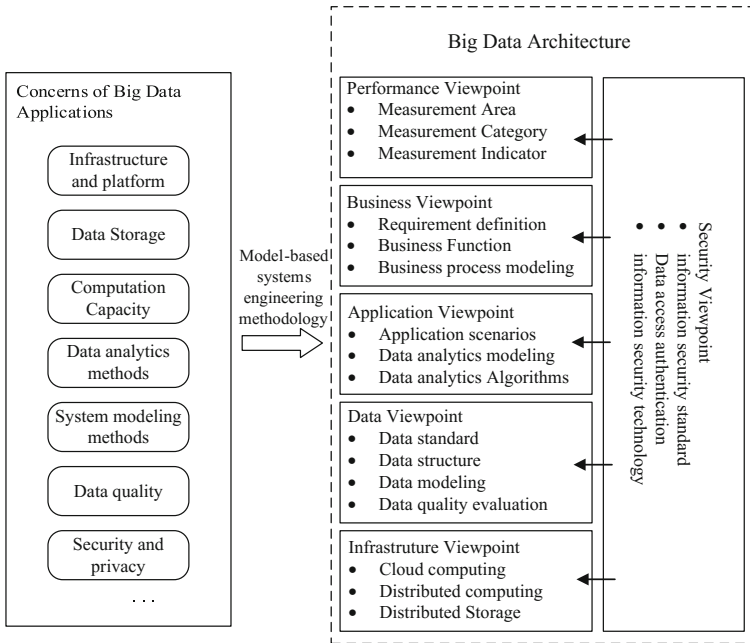 Concerns of Big Data
Applications
Infrastructure
and platform
Data Storage
Computation
Capacity
Data analytics
methods
System modeling
methods
Data quality
Security and
privacy
. . .
Model-based
systems
engineering
methodology
Big Data Architecture
Performance Viewpoint
• Measurement Area
• Measurement Category
• Measurement Indicator
Business Viewpoint
• Requirement definition
• Business Function
• Business process modeling
Application Viewpoint
• Application scenarios
• Data analytics modeling
• Data analytics Algorithms
Data Viewpoint
• Data standard
• Data structure
• Data modeling
• Data quality evaluation
Infrastruture Viewpoint
• Cloud computing
• Distributed computing
• Distributed Storage
Security Viewpoint
• information security standard
• Data access authentication
• information security technology